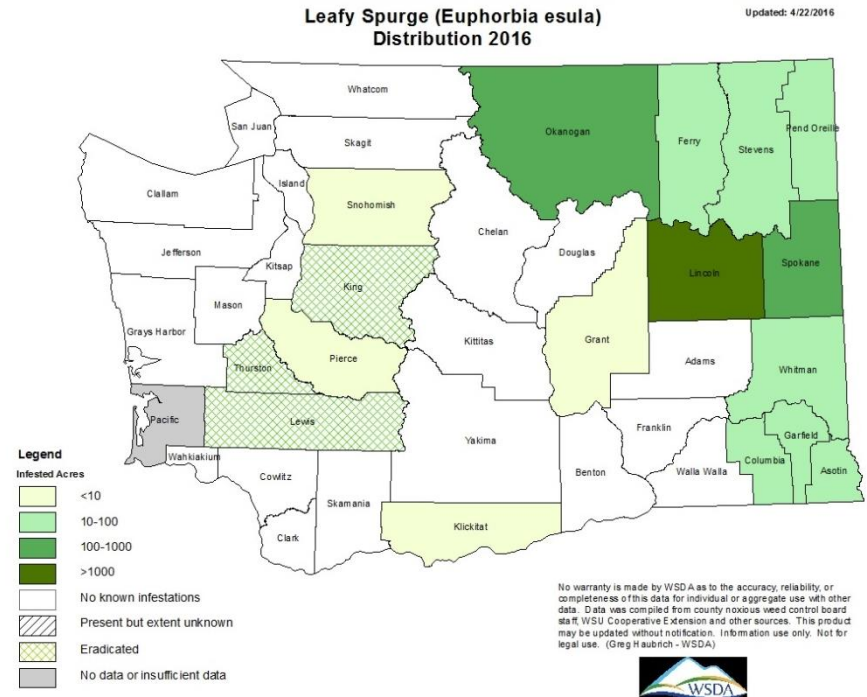 Leafy Spurge (Euphorbia esula)
Distribution 2016
Updated: 4/22/2016
Whatcom
San Juan
Skagit
Okanogan
Ferry
Stevens
Pend Oreille
Island
Clallam
Snohomish
Chelan
Jefferson
Kitsap
Douglas
King
Lincoln
Spokane
Mason
Grays Harbor
Kittitas
Grant
Pierce
Adams
Thurston
Whitman
Pacific
Lewis
Yakima
Franklin
Garfield
Columbia
Asotin
Wahkiakium
Cowlitz
Benton
Walla Walla
Skamania
Clark
Klickitat
Legend
Infested Acres
<10
10-100
100-1000
>1000
No known infestations
Present but extent unknown
Eradicated
No data or insufficient data
No warranty is made by WSDA as to the accuracy, reliability, or
completeness of this data for individual or aggregate use with other
data. Data was compiled from county noxious weed control board
staff, WSU Cooperative Extension and other sources. This product
may be updated without notification. Information use only. Not for
legal use. (Greg Haubrich - WSDA)
WSDA